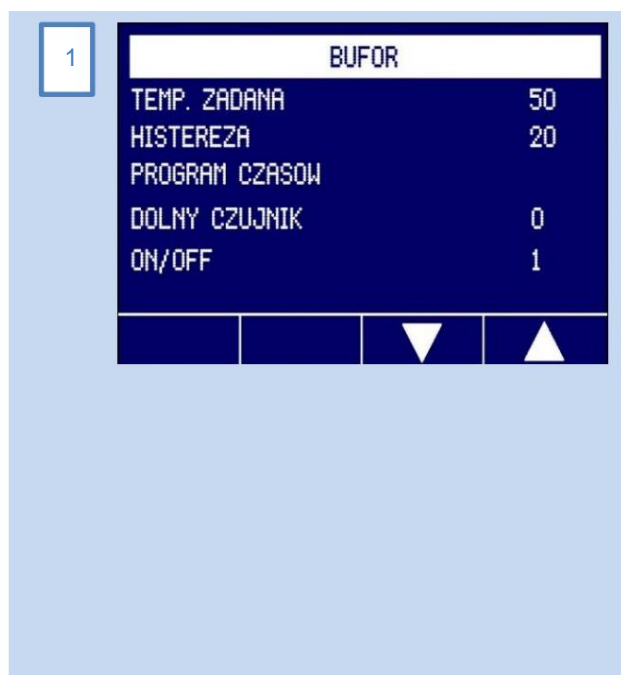 1
BUFOR
TEMP. ZADANA 50
HISTEREZA 20
PROGRAM CZASOW
DOLNY CZUJNIK 0
ON/OFF 1